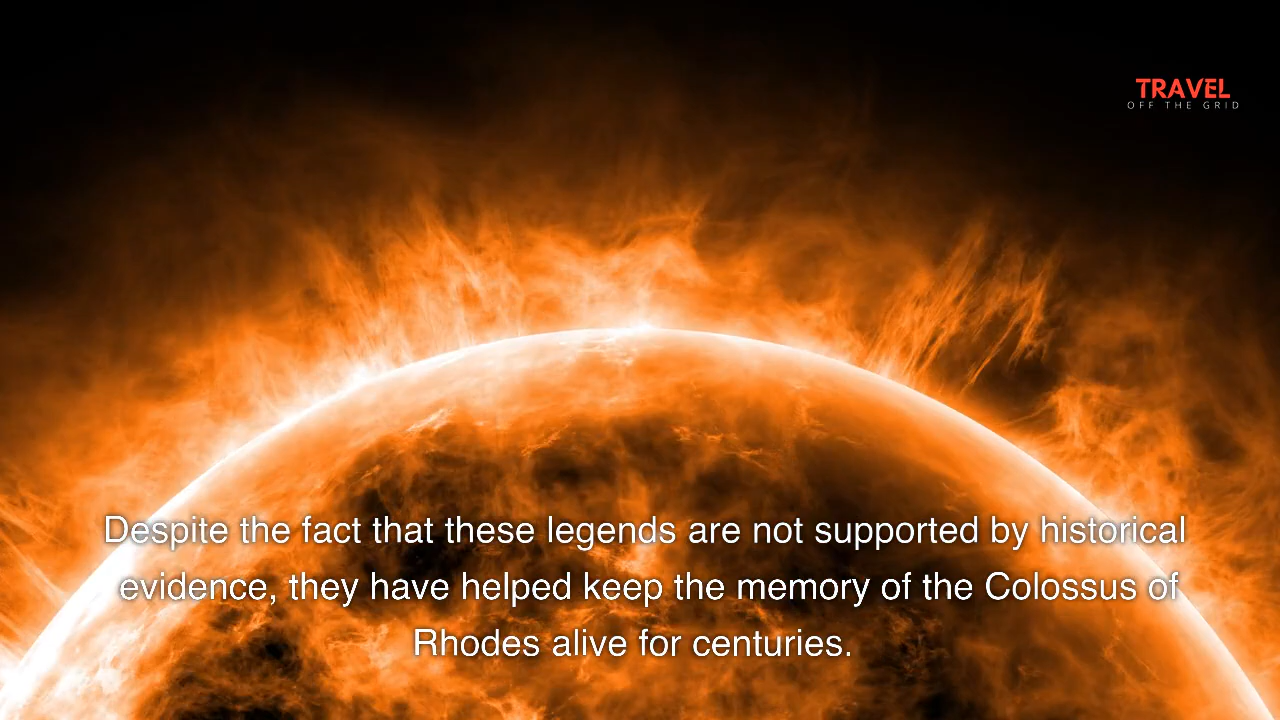 TRAVEL
OFF THE GRID
Despite the fact that these legends are not supported by historical
evidence, they have helped keep the memory of the Colossus of
Rhodes alive for centuries.